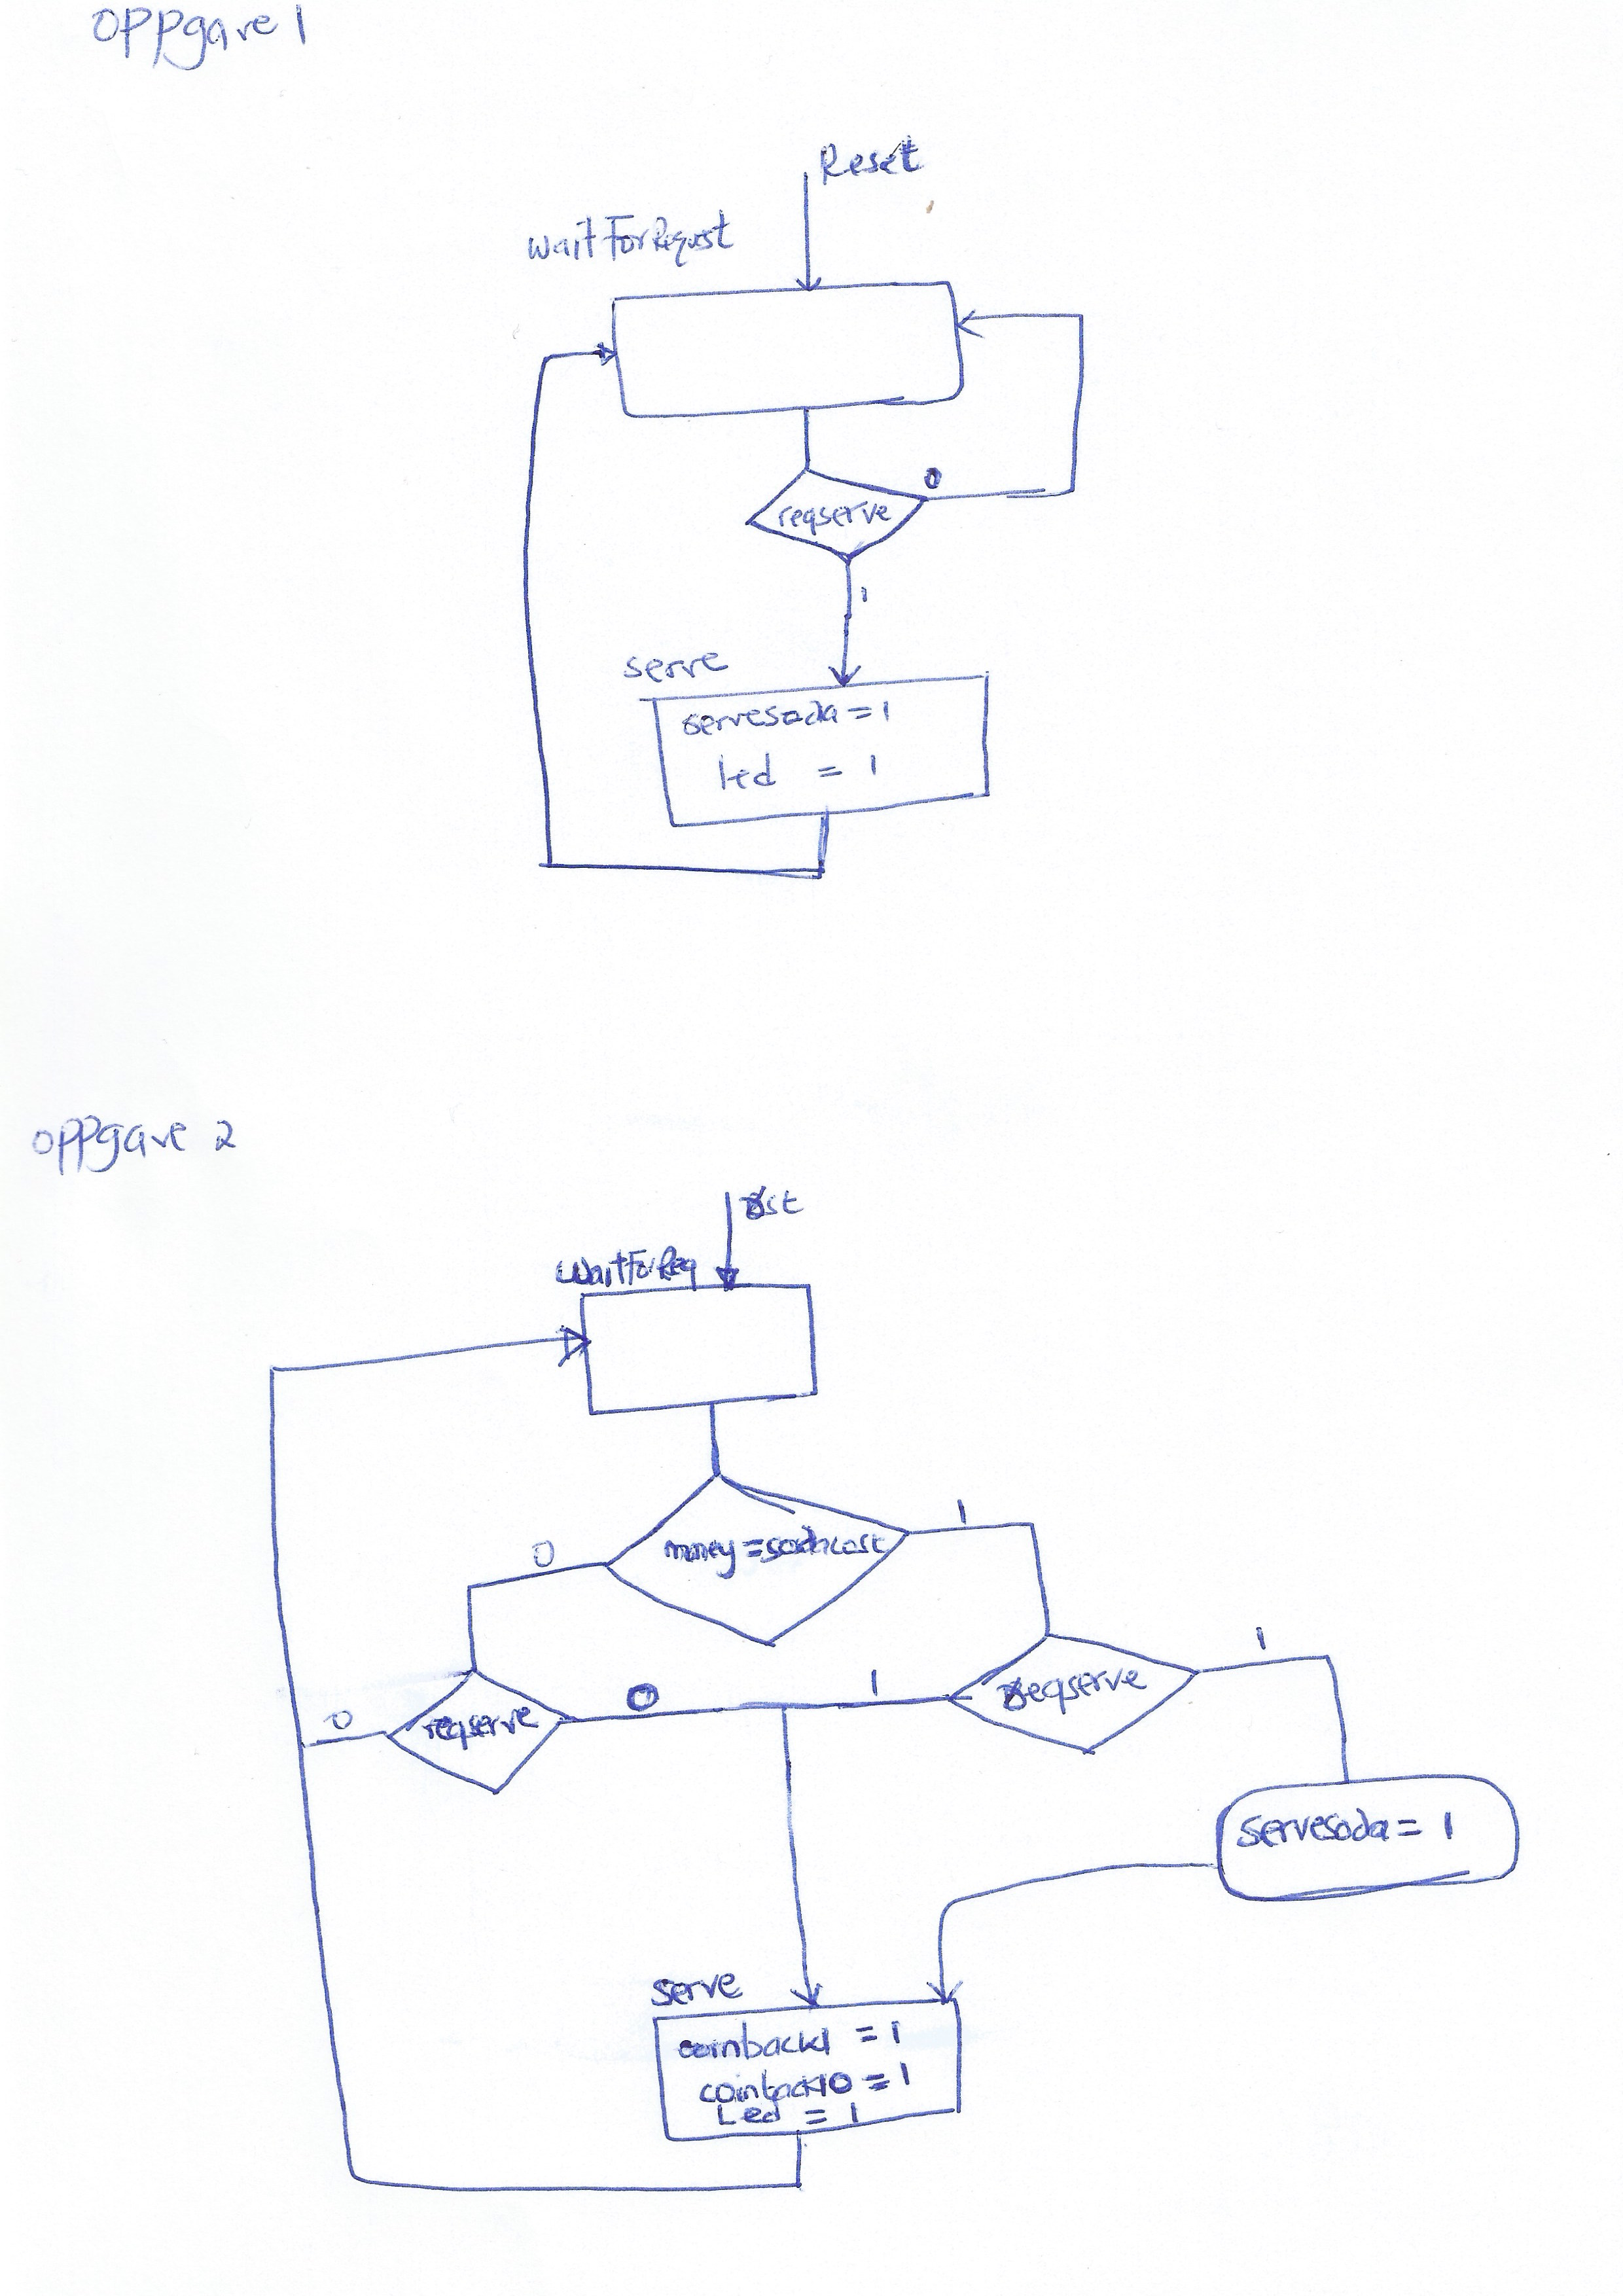 oppgave 1
Reset
waitForRequst
0
reqserve
1
serve
servesoda = 1
led = 1
oppgave 2
rst
WaitForReq
money = sodacost
0
1
reqserve
reqserve
0
0
1
1
servesoda = 1
serve
coinback1 = 1
coinback10 = 1
Led = 1